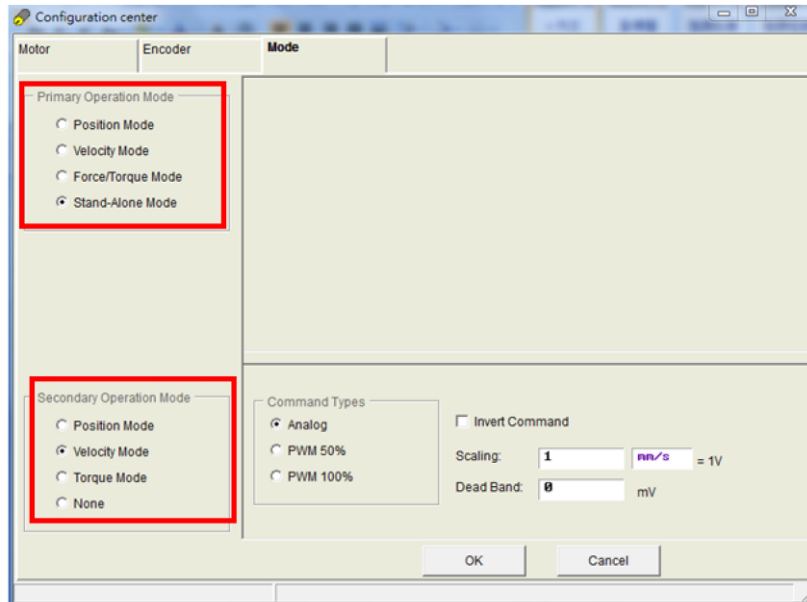 Configuration center
Motor
Encoder
Mode
Primary Operation Mode
Position Mode
Velocity Mode
Force/Torque Mode
Stand-Alone Mode
Secondary Operation Mode
Position Mode
Velocity Mode
Torque Mode
None
Command Types
Analog
PWM 50%
PWM 100%
Invert Command
Scaling: 1 mm/s = 1V
Dead Band: 0 mV
OK
Cancel